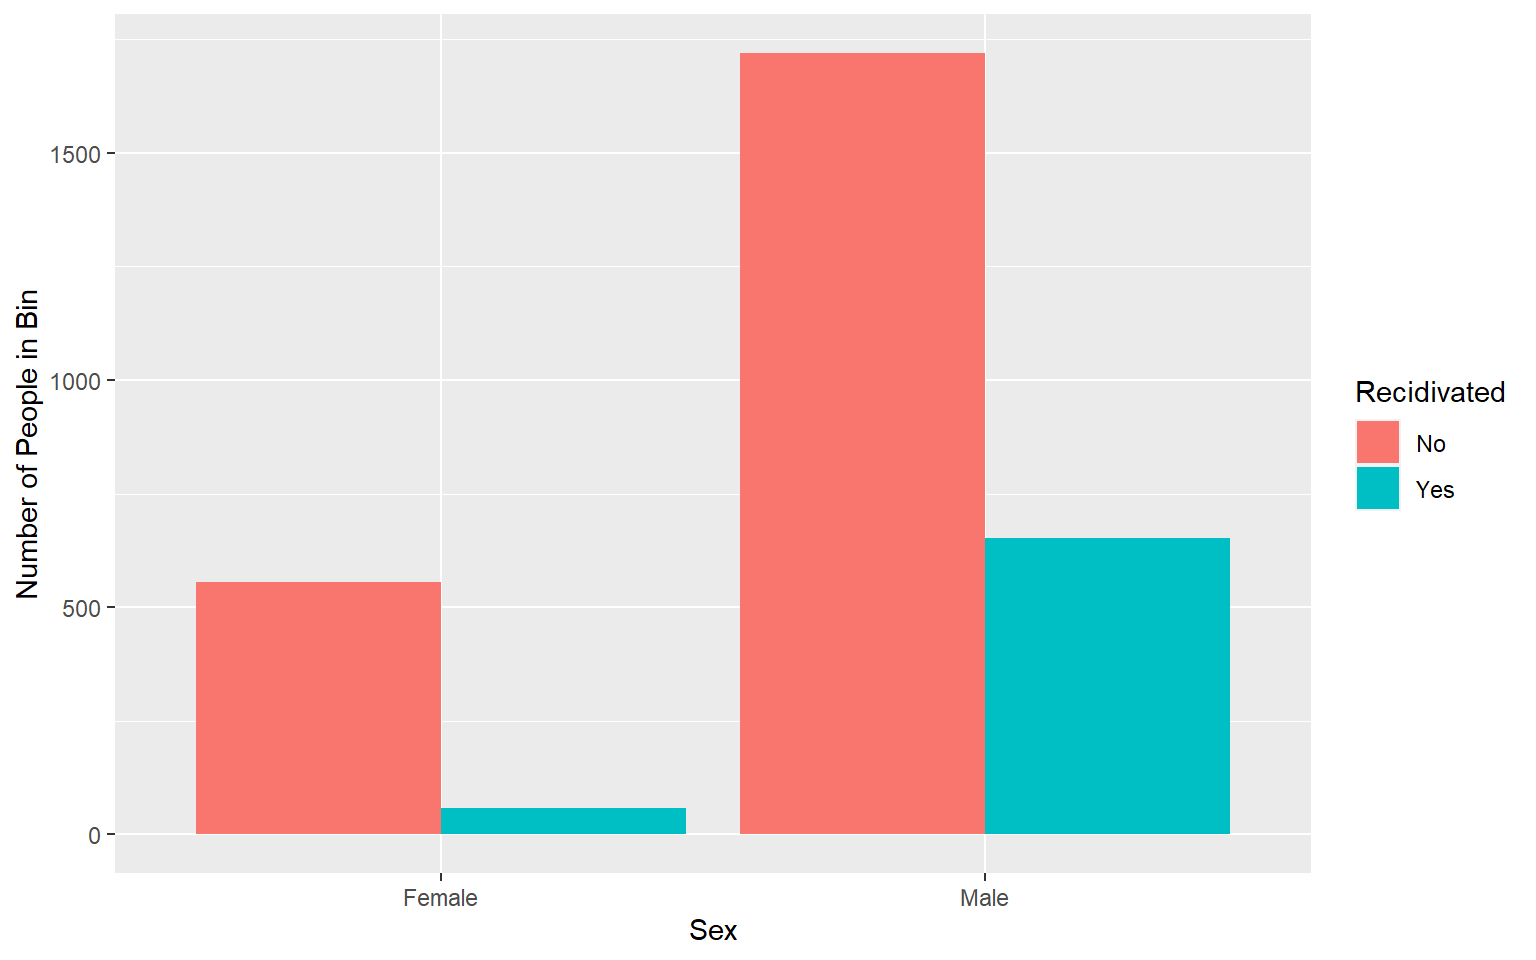 Number of People in Bin
1500
1000
500
0
Female
Male
Sex
Recidivated
No
Yes